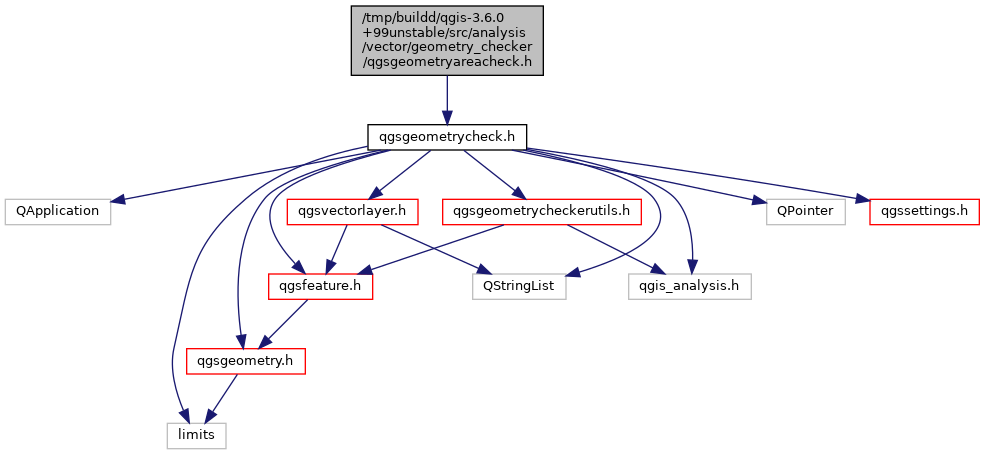 /tmp/buildd/qgis-3.6.0
+99unstable/src/analysis
/vector/geometry_checker
/qgsgeometryareacheck.h
qgsgeometrycheck.h
QApplication
qgsvectorlayer.h
qgsgeometrycheckerutils.h
QPointer
qgssettings.h
qgsfeature.h
QStringList
qgis_analysis.h
qgsgeometry.h
limits